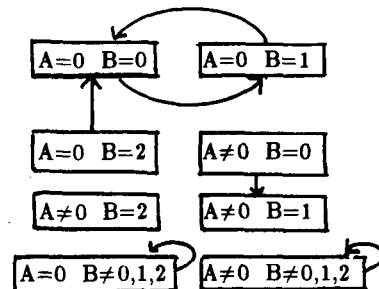 A=0 B=0 A=0 B=1
A=0 B=2 A≠0 B=0
A≠0 B=2 A≠0 B=1
A=0 B≠0,1,2 A≠0 B≠0,1,2